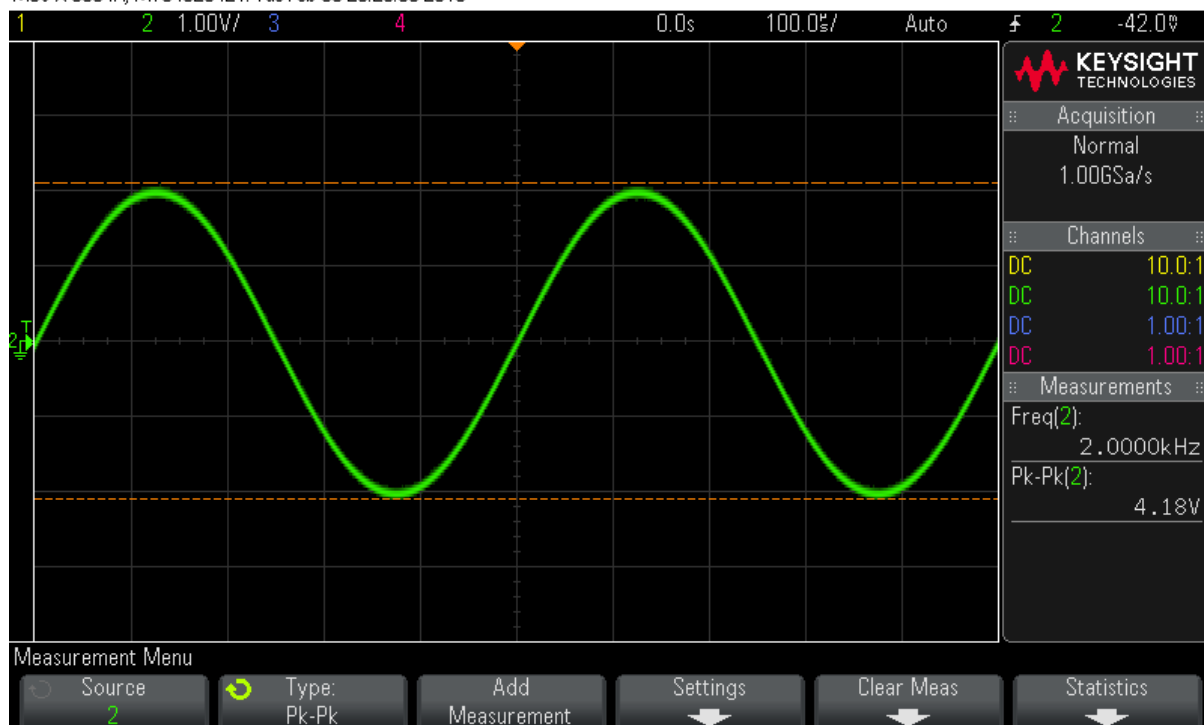 1 2 1.00V/ 3 4 0.0s 100.0µs/ Auto 2 -42.0V
KEYSIGHT
TECHNOLOGIES
Acquisition
Normal
1.00GSa/s
Channels
DC 10.0:1
DC 10.0:1
DC 1.00:1
DC 1.00:1
Measurements
Freq(2):
2.0000kHz
Pk-Pk(2):
4.18V
T
2
Measurement Menu
Source
2
Type:
Pk-Pk
Add
Measurement
Settings
Clear Meas
Statistics